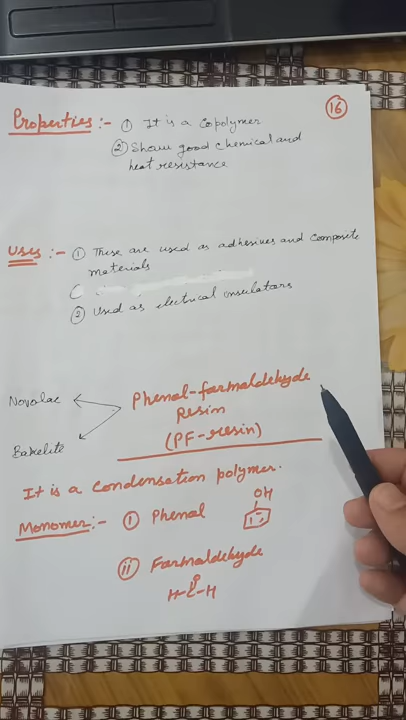 16
Properties :- ① It is a copolymer
② Show good chemical and
heat resistance
Uses :- ① These are used as adhesives and composite
materials
② Used as electrical insulators
Phenol-formaldehyde
Resin
(PF-resin)
Novolac
Bakelite
It is a condensation polymer.
Monomer :- ① Phenol
OH
ⅱ Formaldehyde
O
H-C-H